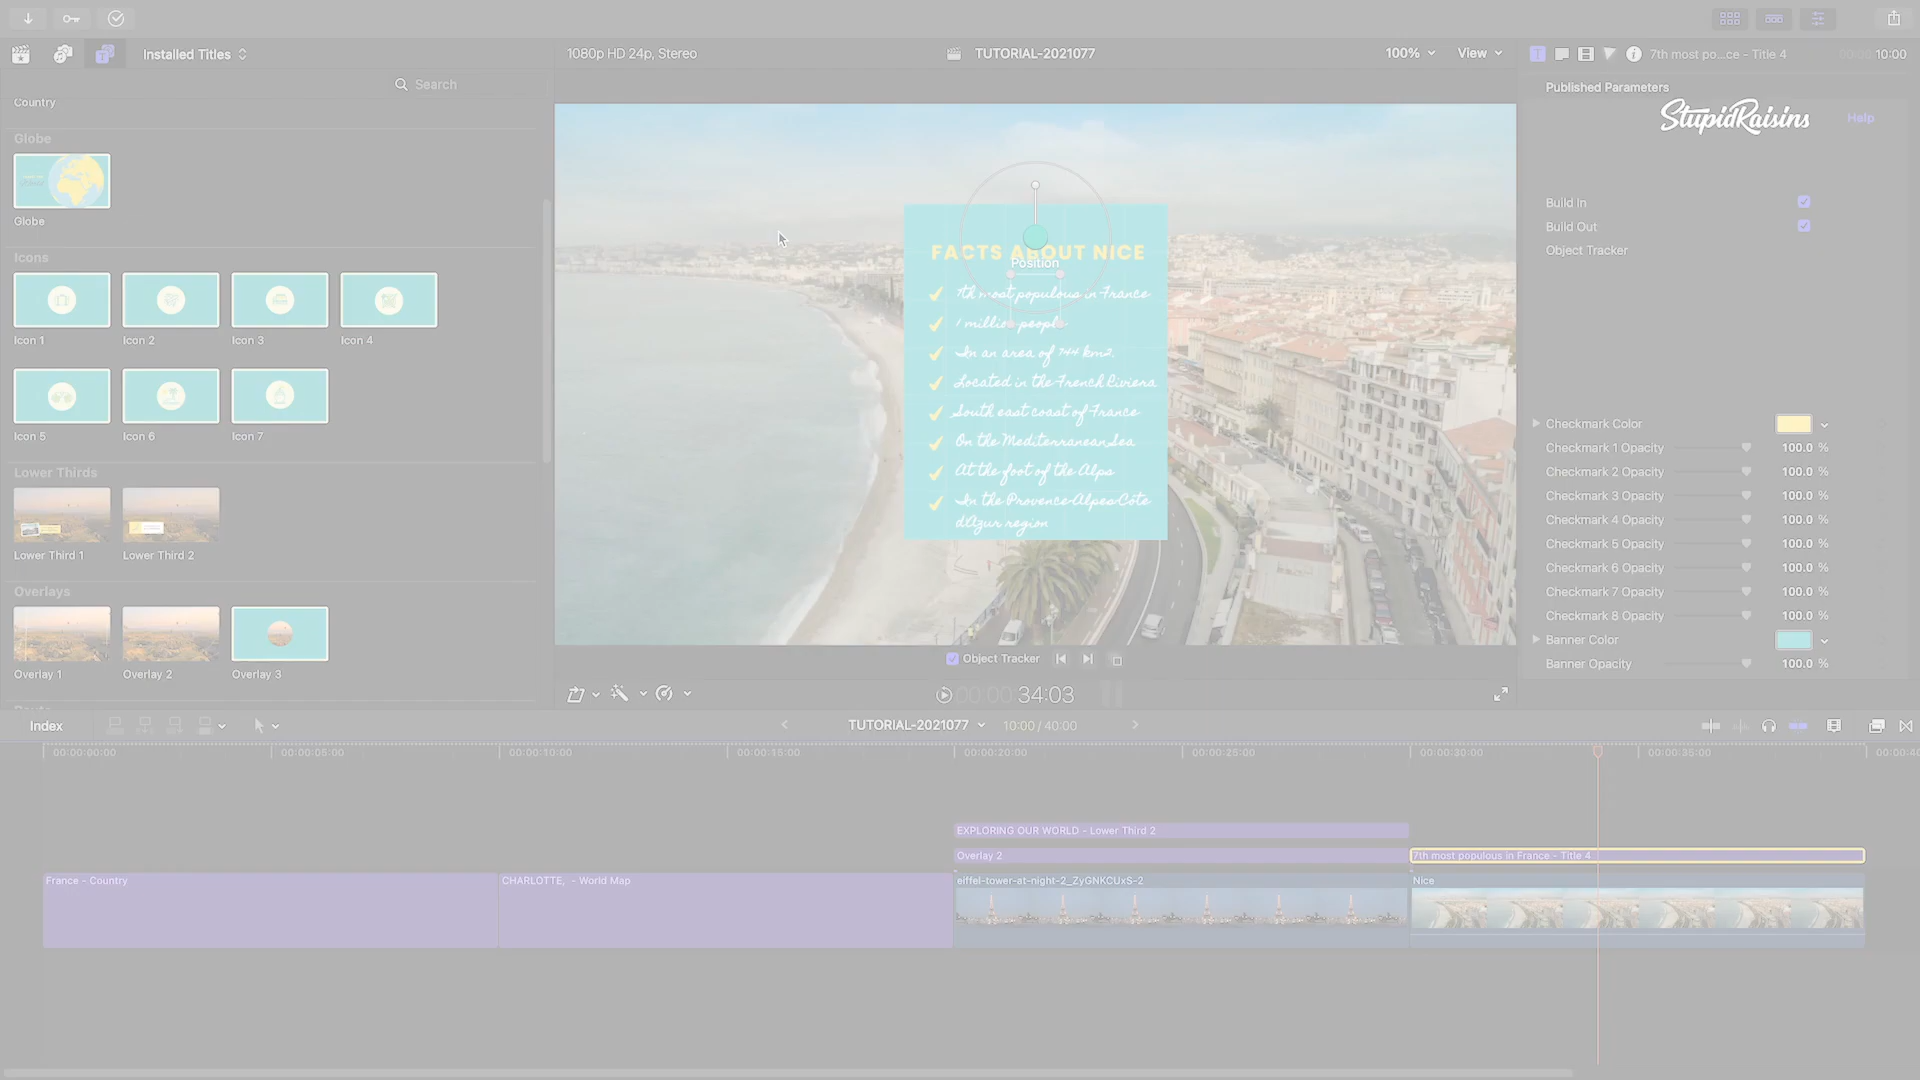 Installed Titles
1080p HD 24p, Stereo
TUTORIAL-2021077
100%
View
7th most po...ce - Title 4
10:00
Search
Published Parameters
StupidRaisins
Help
Country
Globe
Globe
Icons
Icon 1
Icon 2
Icon 3
Icon 4
Icon 5
Icon 6
Icon 7
Lower Thirds
Lower Third 1
Lower Third 2
Overlays
Overlay 1
Overlay 2
Overlay 3
FACTS ABOUT NICE
Position
7th most populous in France
1 million people
In an area of 744 km2.
Located in the French Riviera
South east coast of France
On the Mediterranean Sea
At the foot of the Alps
In the Provence Alpes Cote
d'Azur region
Build In
Build Out
Object Tracker
Checkmark Color
Checkmark 1 Opacity 100.0 %
Checkmark 2 Opacity 100.0 %
Checkmark 3 Opacity 100.0 %
Checkmark 4 Opacity 100.0 %
Checkmark 5 Opacity 100.0 %
Checkmark 6 Opacity 100.0 %
Checkmark 7 Opacity 100.0 %
Checkmark 8 Opacity 100.0 %
Banner Color
Banner Opacity 100.0 %
Object Tracker
00:00:34:03
Index
TUTORIAL-2021077
10:00 / 40:00
00:00:00:00
00:00:05:00
00:00:10:00
00:00:15:00
00:00:20:00
00:00:25:00
00:00:30:00
00:00:35:00
EXPLORING OUR WORLD - Lower Third 2
Overlay 2
7th most populous in France - Title 4
France - Country
CHARLOTTE, - World Map
eiffel-tower-at-night-2_ZyGNKCUxS-2
Nice